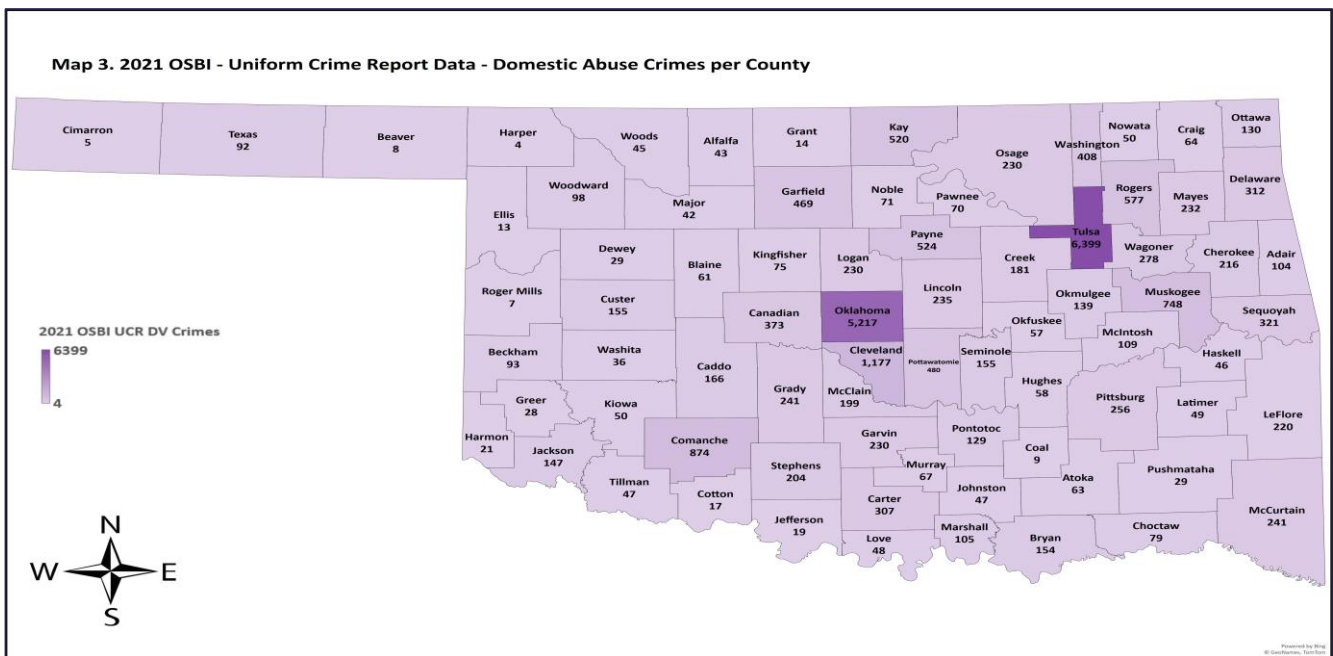 Map 3. 2021 OSBI - Uniform Crime Report Data - Domestic Abuse Crimes per County
Cimarron
5
Texas
92
Beaver
8
Harper
4
Woods
45
Alfalfa
43
Grant
14
Kay
520
Osage
230
Washington
408
Nowata
50
Craig
64
Ottawa
130
Woodward
98
Major
42
Garfield
469
Noble
71
Pawnee
70
Rogers
577
Mayes
232
Delaware
312
Ellis
13
Dewey
29
Blaine
61
Kingfisher
75
Logan
230
Payne
524
Creek
181
Tulsa
6,399
Wagoner
278
Cherokee
216
Adair
104
Roger Mills
7
Custer
155
Canadian
373
Oklahoma
5,217
Lincoln
235
Okfuskee
57
Okmulgee
139
Muskogee
748
Sequoyah
321
McIntosh
109
Haskell
46
2021 OSBI UCR DV Crimes
6399
4
Beckham
93
Washita
36
Caddo
166
Grady
241
Cleveland
1,177
McClain
199
Pottawatomie
480
Seminole
155
Hughes
58
Pittsburg
256
Latimer
49
LeFlore
220
Greer
28
Kiowa
50
Harmon
21
Jackson
147
Comanche
874
Garvin
230
Pontotoc
129
Coal
9
Tillman
47
Cotton
17
Stephens
204
Murray
67
Carter
307
Johnston
47
Atoka
63
Pushmataha
29
McCurtain
241
Jefferson
19
Love
48
Marshall
105
Bryan
154
Choctaw
79
N
W E
S
Powered by Bing
© GeoNames, TomTom